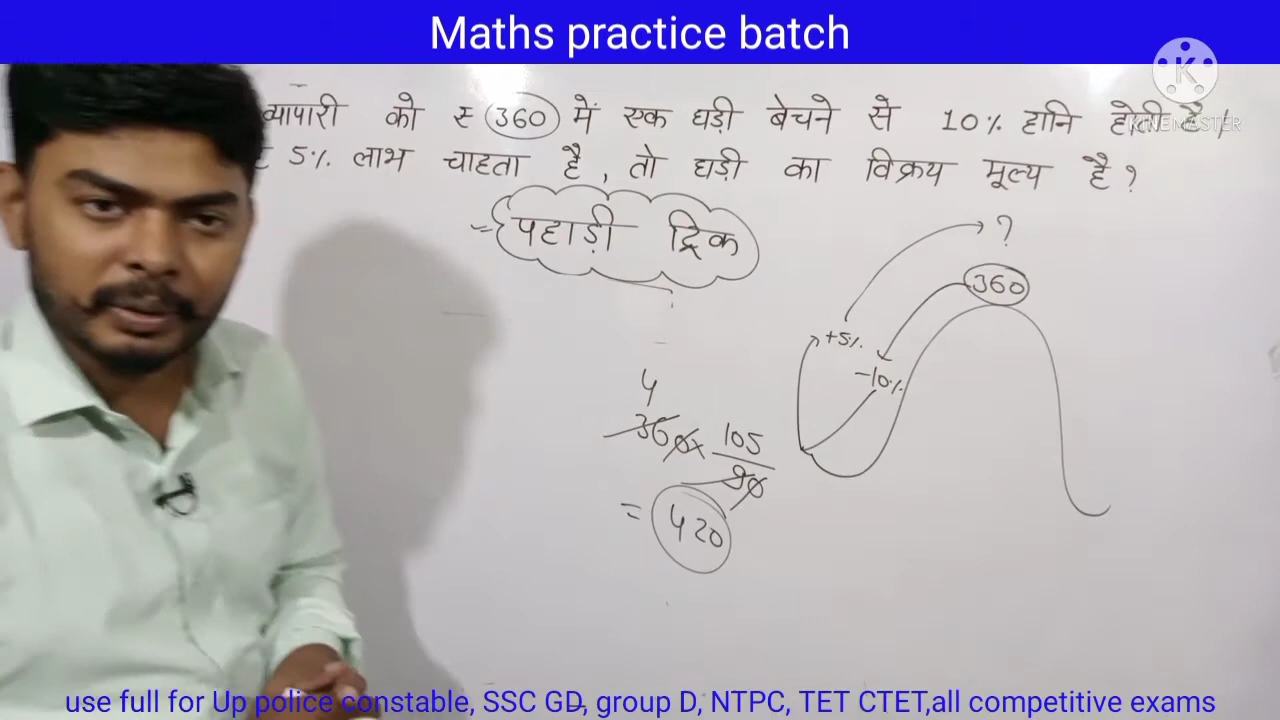 Maths practice batch
K
KINEMASTER
व्यापारी को ₹ 360 में एक घड़ी बेचने से 10% हानि होती है।
5% लाभ चाहता है, तो घड़ी का विक्रय मूल्य है?
= पहाड़ी ट्रिक
?
360
+5%
-10%
4
360 x 105
90
= 420
use full for Up police constable, SSC GD, group D, NTPC, TET CTET,all competitive exams